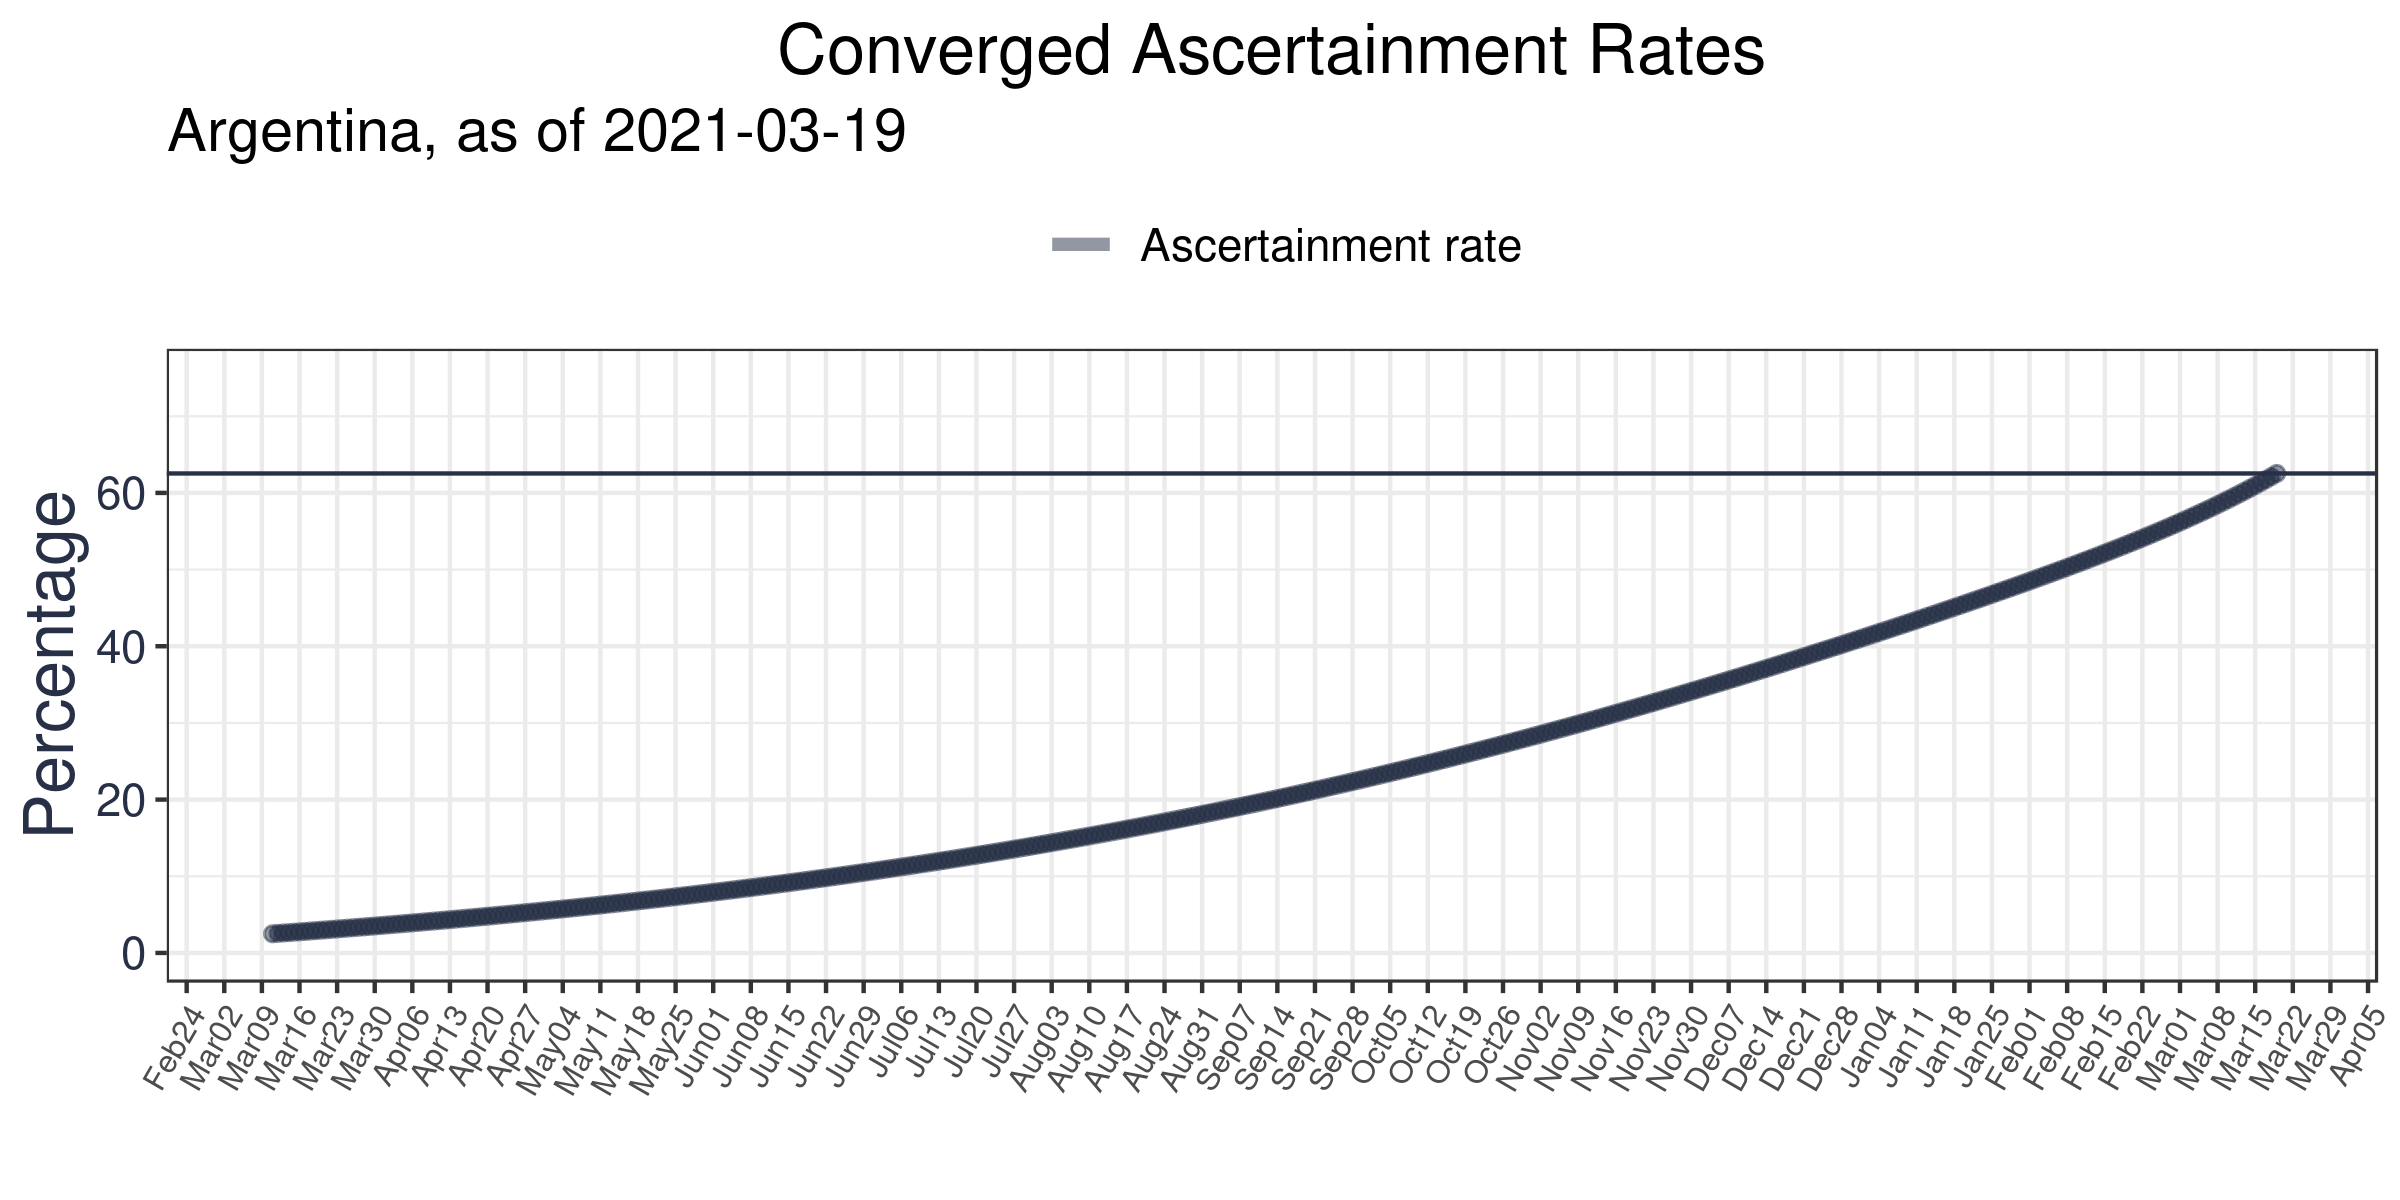 Converged Ascertainment Rates
Argentina, as of 2021-03-19
Ascertainment rate
Percentage
60
40
20
0
Feb24
Mar02
Mar09
Mar16
Mar23
Mar30
Apr06
Apr13
Apr20
Apr27
May04
May11
May18
May25
Jun01
Jun08
Jun15
Jun22
Jun29
Jul06
Jul13
Jul20
Jul27
Aug03
Aug10
Aug17
Aug24
Aug31
Sep07
Sep14
Sep21
Sep28
Oct05
Oct12
Oct19
Oct26
Nov02
Nov09
Nov16
Nov23
Nov30
Dec07
Dec14
Dec21
Dec28
Jan04
Jan11
Jan18
Jan25
Feb01
Feb08
Feb15
Feb22
Mar01
Mar08
Mar15
Mar22
Mar29
Apr05